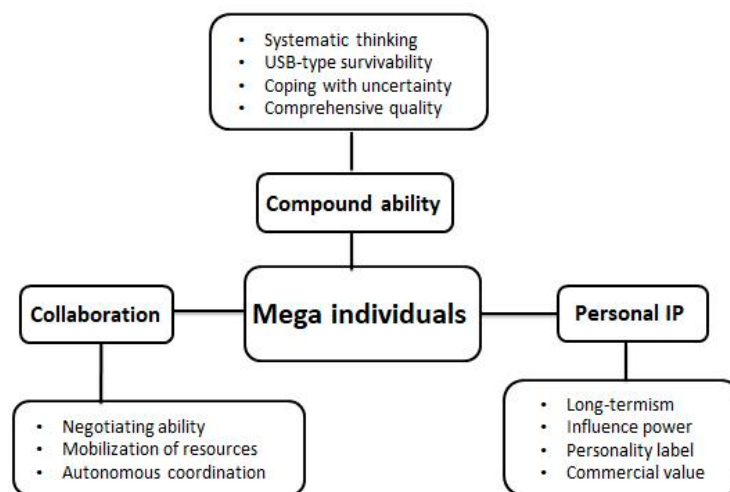 • Systematic thinking
• USB-type survivability
• Coping with uncertainty
• Comprehensive quality
Compound ability
Collaboration
Mega individuals
Personal IP
• Negotiating ability
• Mobilization of resources
• Autonomous coordination
• Long-termism
• Influence power
• Personality label
• Commercial value